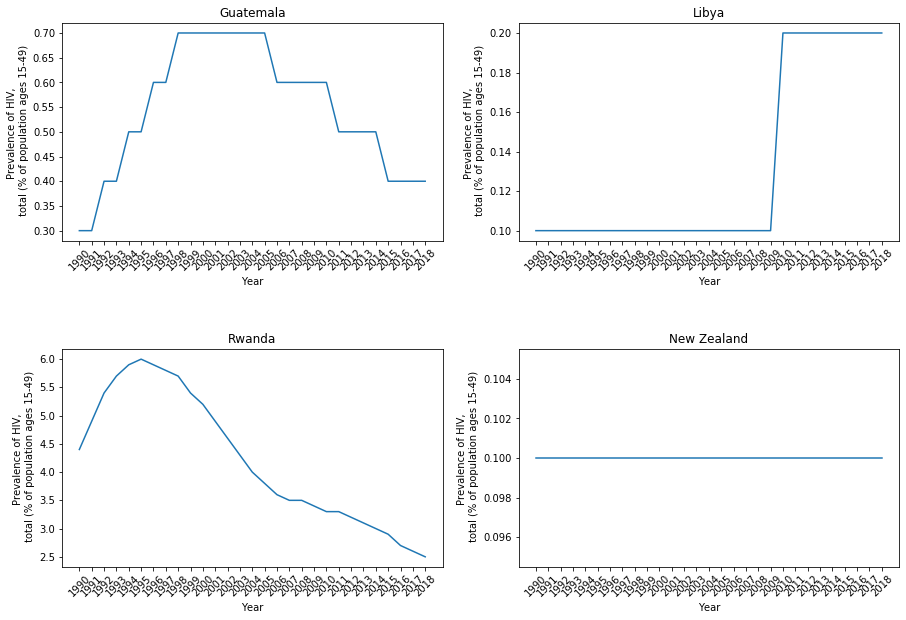 Guatemala
Prevalence of HIV,
total (% of population ages 15-49)
0.70
0.65
0.60
0.55
0.50
0.45
0.40
0.35
0.30
1990 1991 1992 1993 1994 1995 1996 1997 1998 1999 2000 2001 2002 2003 2004 2005 2006 2007 2008 2009 2010 2011 2012 2013 2014 2015 2016 2017 2018
Year
Libya
Prevalence of HIV,
total (% of population ages 15-49)
0.20
0.18
0.16
0.14
0.12
0.10
1990 1991 1992 1993 1994 1995 1996 1997 1998 1999 2000 2001 2002 2003 2004 2005 2006 2007 2008 2009 2010 2011 2012 2013 2014 2015 2016 2017 2018
Year
Rwanda
Prevalence of HIV,
total (% of population ages 15-49)
6.0
5.5
5.0
4.5
4.0
3.5
3.0
2.5
1990 1991 1992 1993 1994 1995 1996 1997 1998 1999 2000 2001 2002 2003 2004 2005 2006 2007 2008 2009 2010 2011 2012 2013 2014 2015 2016 2017 2018
Year
New Zealand
Prevalence of HIV,
total (% of population ages 15-49)
0.104
0.102
0.100
0.098
0.096
1990 1991 1992 1993 1994 1995 1996 1997 1998 1999 2000 2001 2002 2003 2004 2005 2006 2007 2008 2009 2010 2011 2012 2013 2014 2015 2016 2017 2018
Year